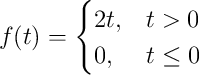 f(t) = { 2t, t > 0
0, t ≤ 0